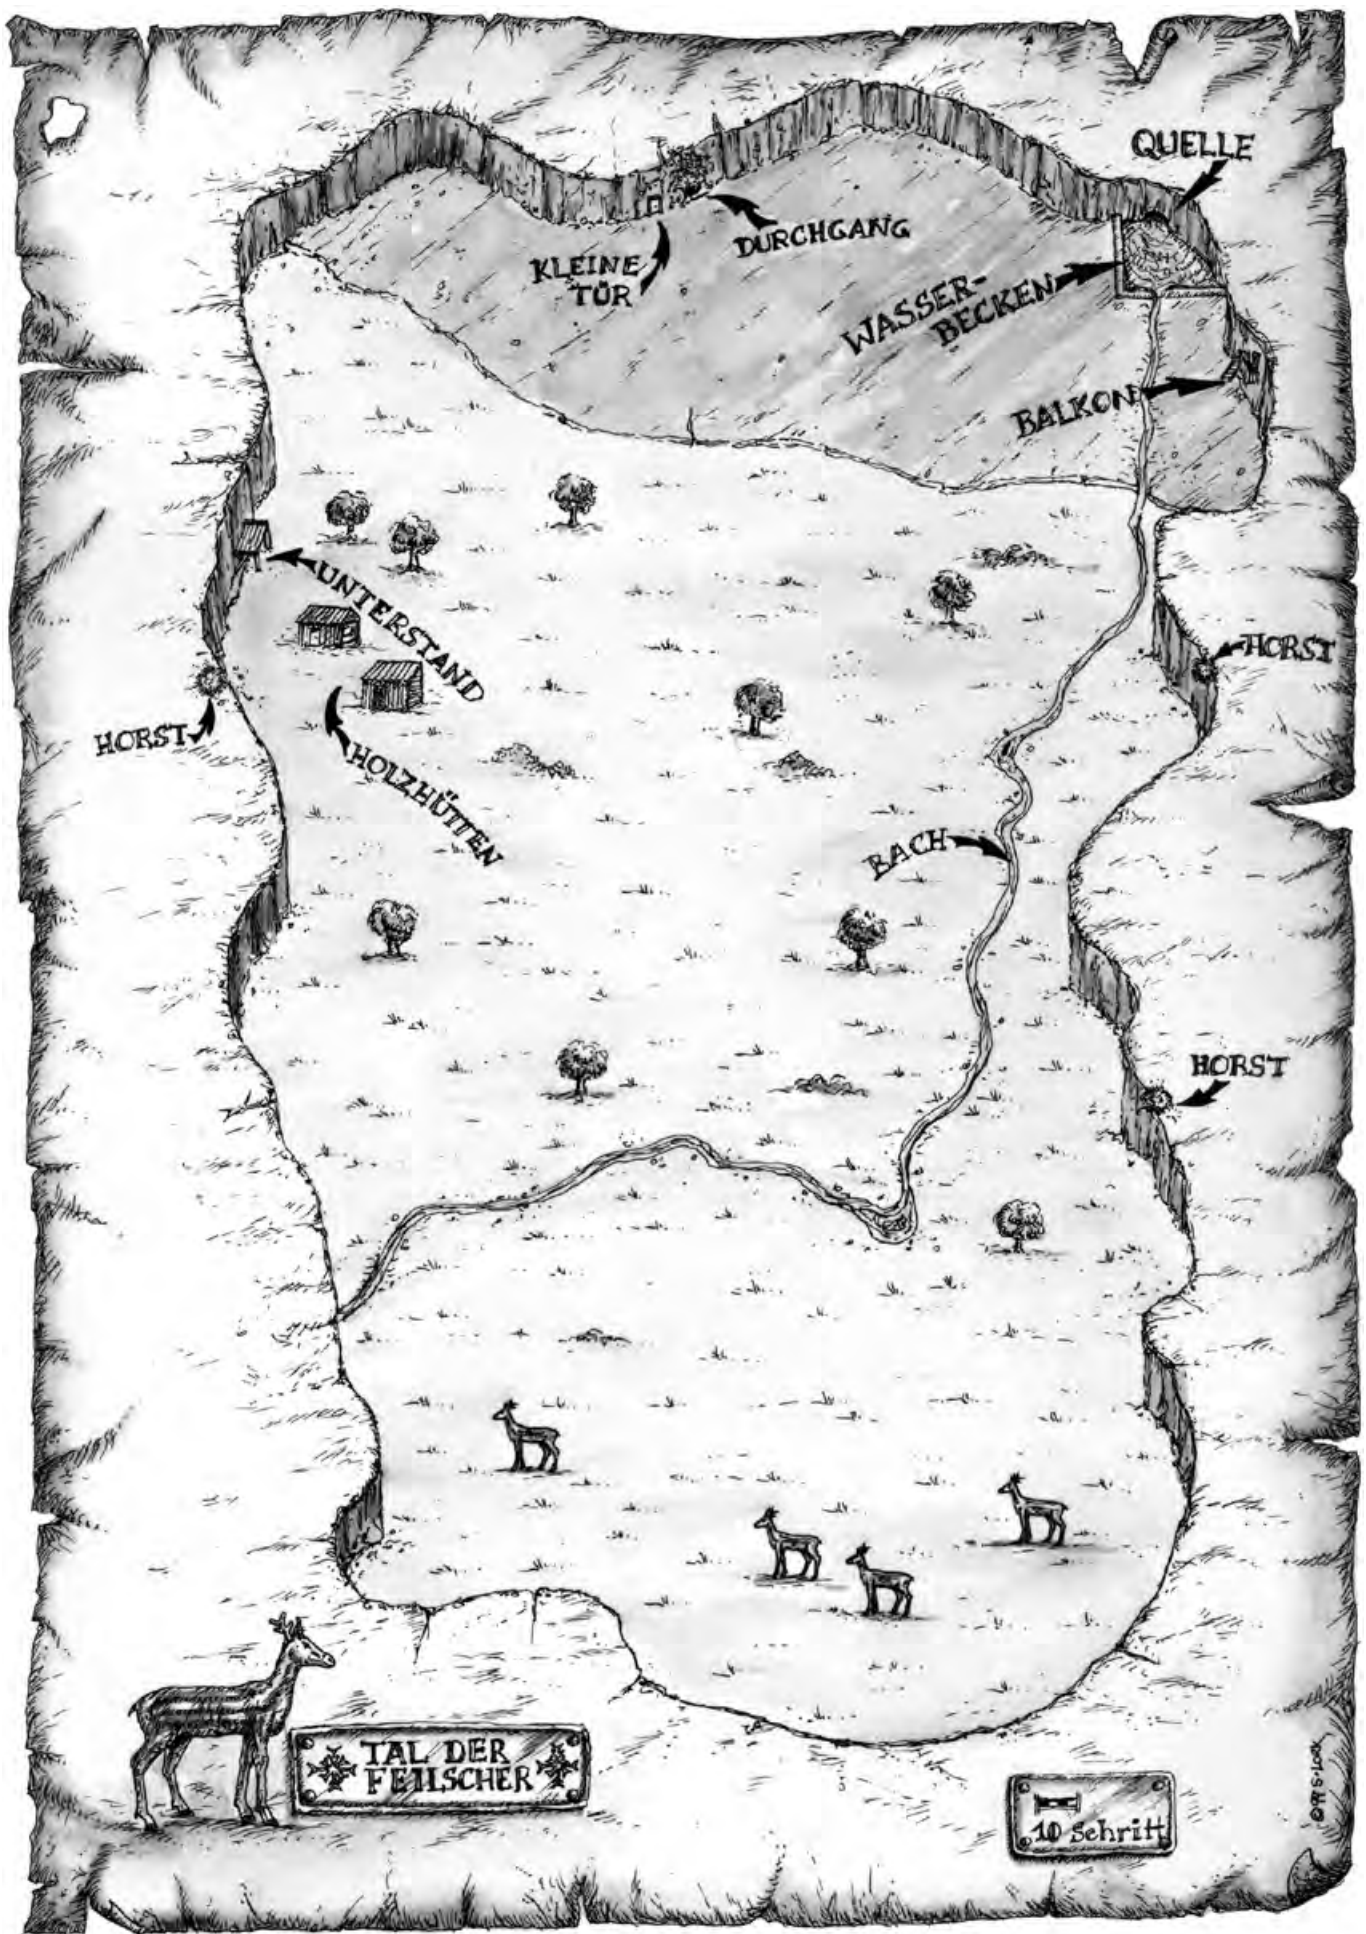 QUELLE
DURCHGANG
KLEINE
TÜR
WASSER-
BECKEN
BALKON
UNTERSTAND
HORST
HORST
HOLZHÜTTEN
BACH
HORST
TAL DER
FEILSCHER
10 Schritt